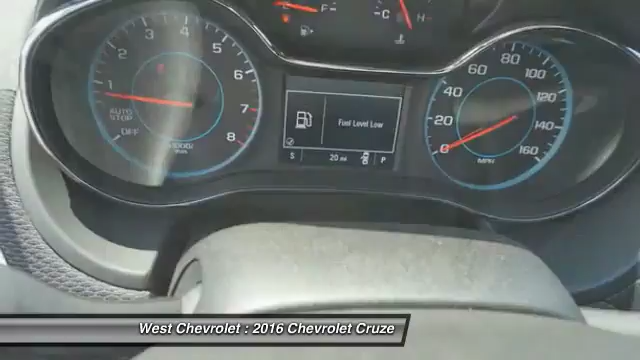 F
C H
1 2 3 4 5 6 7 8
AUTO
STOP
OFF
Fuel Level Low
S 20 mi P
0 20 40 60 80 100 120 140 160
MPH
West Chevrolet : 2016 Chevrolet Cruze